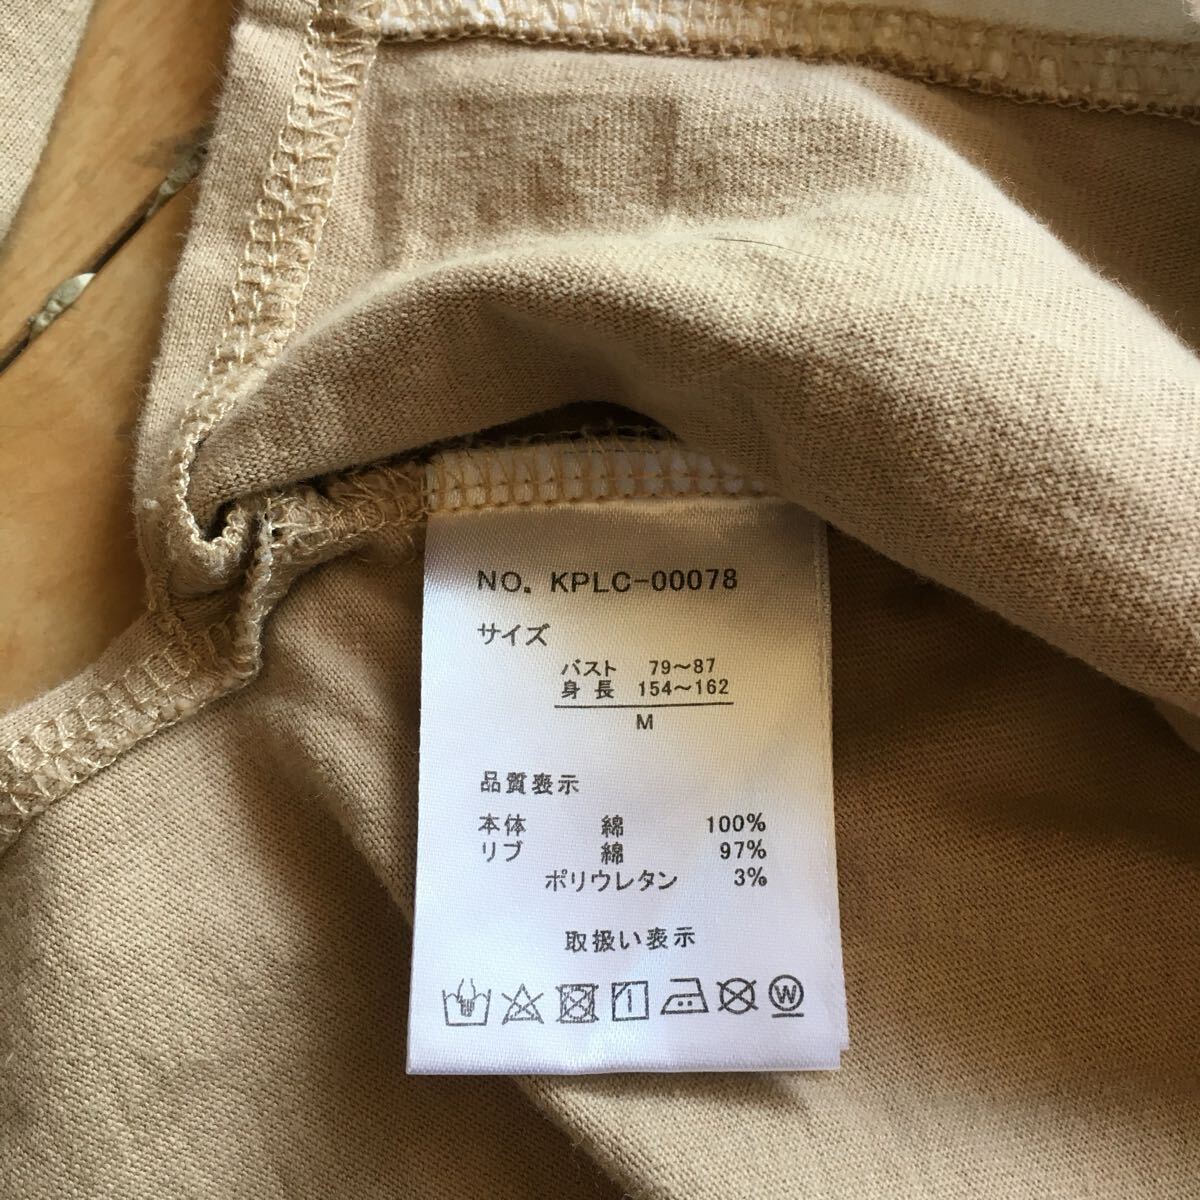 NO. KPLC-00078
サイズ
バスト 79～87
身長 154～162
M
品質表示
本体 綿 100%
リブ 綿 97%
ポリウレタン 3%
取扱い表示
W